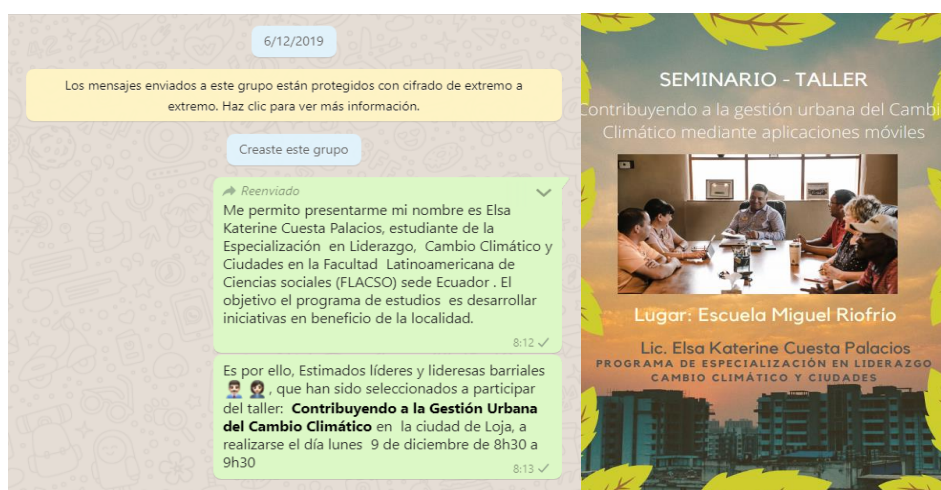 6/12/2019
Los mensajes enviados a este grupo están protegidos con cifrado de extremo a
extremo. Haz clic para ver más información.
Creaste este grupo
Reenviado
Me permito presentarme mi nombre es Elsa
Katerine Cuesta Palacios, estudiante de la
Especialización en Liderazgo, Cambio Climático y
Ciudades en la Facultad Latinoamericana de
Ciencias sociales (FLACSO) sede Ecuador . El
objetivo el programa de estudios es desarrollar
iniciativas en beneficio de la localidad.
8:12
Es por ello, Estimados líderes y lideresas barriales
, que han sido seleccionados a participar
del taller: Contribuyendo a la Gestión Urbana
del Cambio Climático en la ciudad de Loja, a
realizarse el día lunes 9 de diciembre de 8h30 a
9h30
8:13
SEMINARIO - TALLER
Contribuyendo a la gestión urbana del Cambi
Climático mediante aplicaciones móviles
Lugar: Escuela Miguel Riofrío
Lic. Elsa Katerine Cuesta Palacios
PROGRAMA DE ESPECIALIZACIÓN EN LIDERAZGO
CAMBIO CLIMÁTICO Y CIUDADES